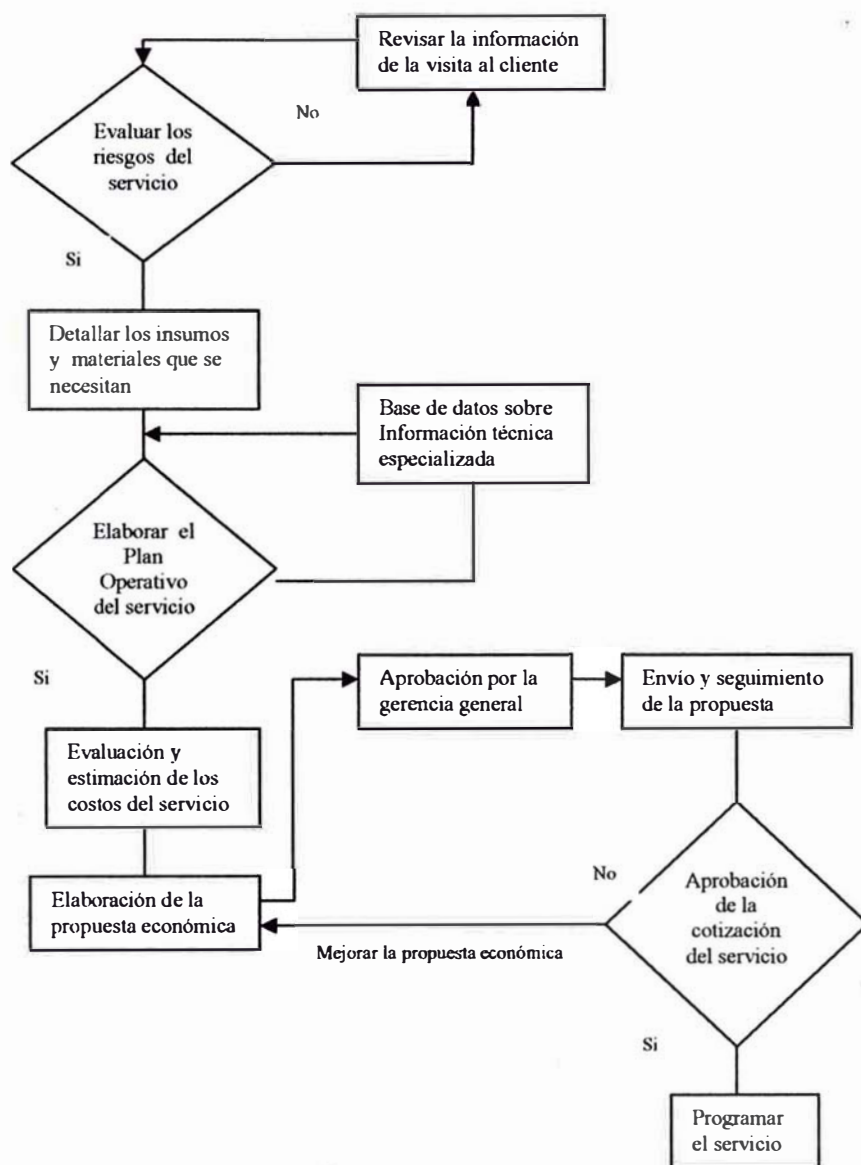 Revisar la información
de la visita al cliente
No
Evaluar los
riesgos del
servicio
Si
Detallar los insumos
y materiales que se
necesitan
Base de datos sobre
Información técnica
especializada
Elaborar el
Plan
Operativo
del servicio
Si
Aprobación por la
gerencia general
Envío y seguimiento
de la propuesta
Evaluación y
estimación de los
costos del servicio
Elaboración de la
propuesta económica
No
Aprobación
de la
cotización
del servicio
Mejorar la propuesta económica
Si
Programar
el servicio